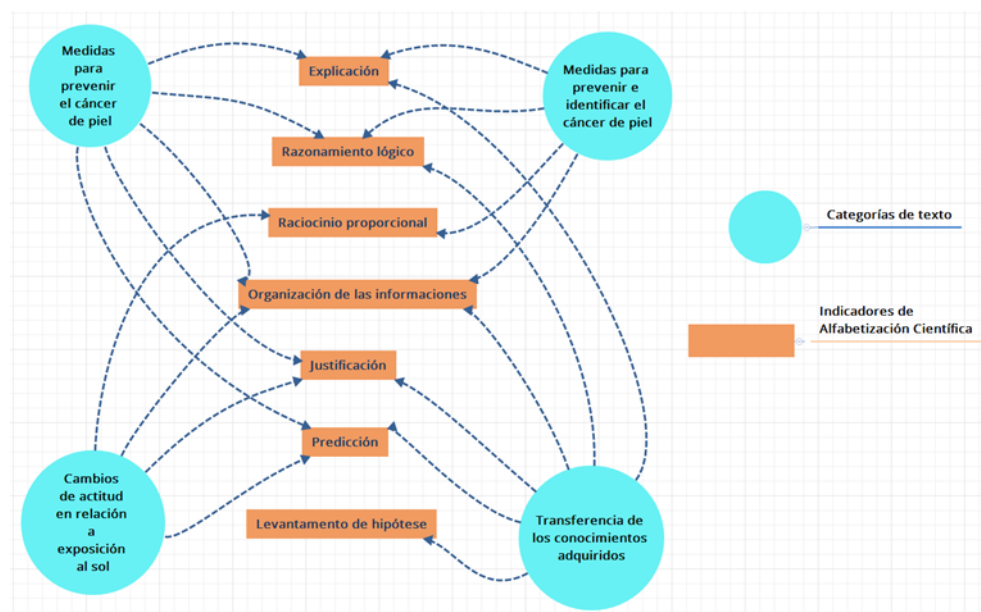 Medidas
para
prevenir
el cáncer
de piel
Explicación
Medidas para
prevenir e
identificar el
cáncer de piel
Razonamiento lógico
Raciocinio proporcional
Categorías de texto
Organización de las informaciones
Indicadores de
Alfabetización Científica
Justificación
Predicción
Cambios
de actitud
en relación
a
exposición
al sol
Levantamento de hipótese
Transferencia de
los conocimientos
adquiridos